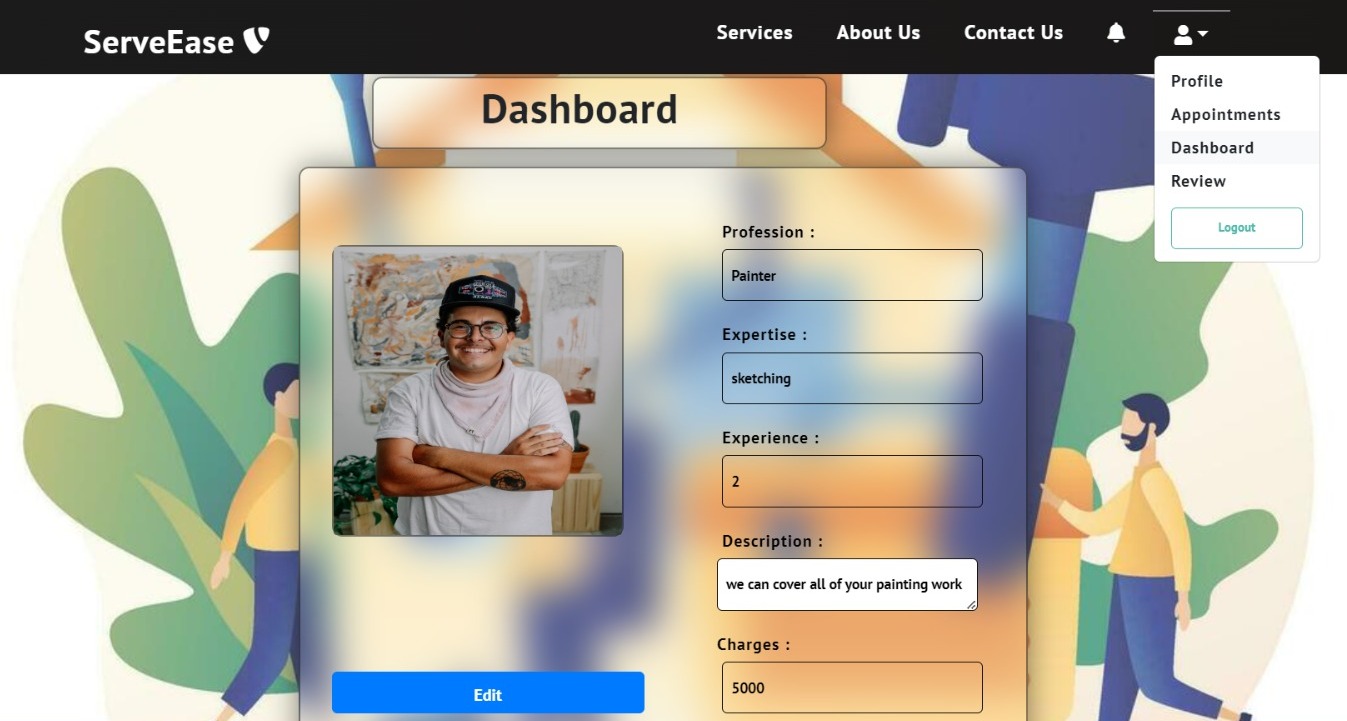 ServeEase
Services
About Us
Contact Us
Profile
Appointments
Dashboard
Review
Logout
Dashboard
Profession :
Painter
Expertise :
sketching
Experience :
2
Description :
we can cover all of your painting work
Charges :
5000
Edit